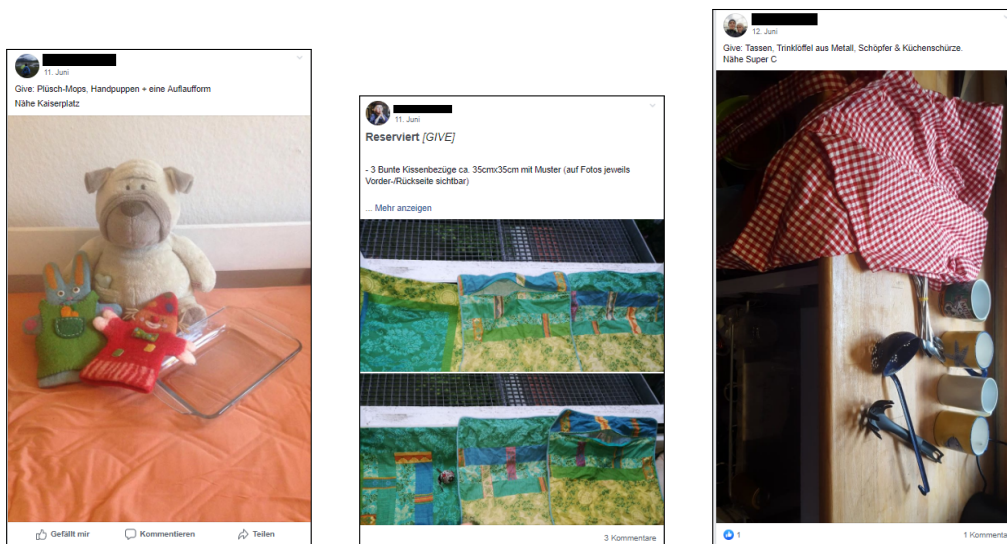 11. Juni
Give: Plüsch-Mops, Handpuppen + eine Auflaufform
Nähe Kaiserplatz
Gefällt mir
Kommentieren
Teilen
11. Juni
Reserviert [GIVE]
- 3 Bunte Kissenbezüge ca. 35cmx35cm mit Muster (auf Fotos jeweils
Vorder-/Rückseite sichtbar)
... Mehr anzeigen
3 Kommentare
12. Juni
Give: Tassen, Trinklöffel aus Metall, Schöpfer & Küchenschürze.
Nähe Super C
1
1 Kommentar